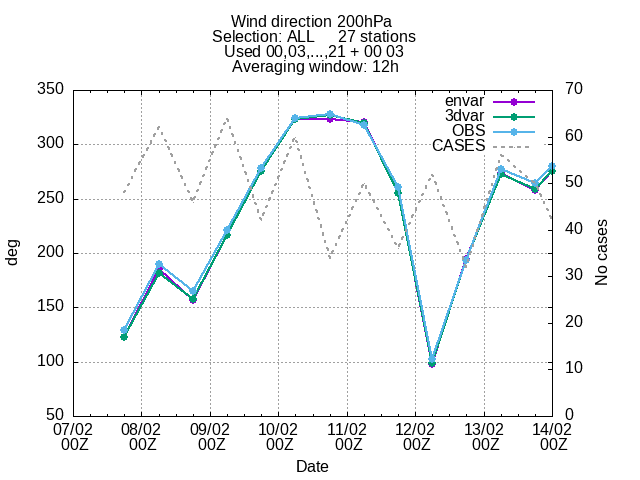 Wind direction 200hPa
Selection: ALL 27 stations
Used 00,03,...,21 + 00 03
Averaging window: 12h
350
300
250
200
150
100
50
deg
70
60
50
40
30
20
10
0
No cases
envar
3dvar
OBS
CASES
07/02 08/02 09/02 10/02 11/02 12/02 13/02 14/02
00Z 00Z 00Z 00Z 00Z 00Z 00Z 00Z
Date